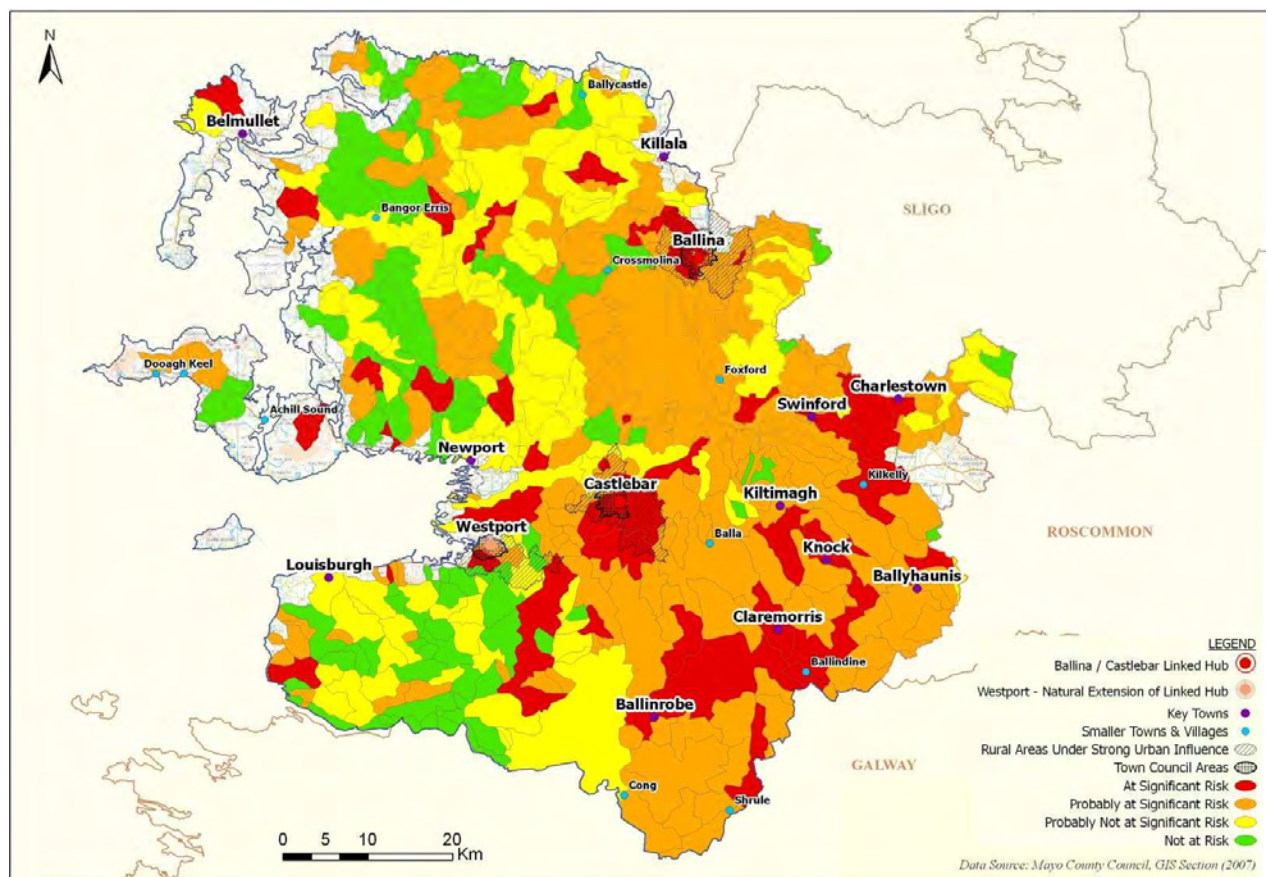 N
Ballycastle
Belmullet
Killala
SLIGO
Bangor Erris
Ballina
Crossmolina
Dooagh Keel
Foxford
Charlestown
Swinford
Achill Sound
Newport
Castlebar
Kilkelly
Kiltimagh
Westport
ROSCOMMON
Balla
Knock
Louisburgh
Ballyhaunis
Claremorris
LEGEND
Ballina / Castlebar Linked Hub
Ballindine
Westport - Natural Extension of Linked Hub
Ballinrobe
Key Towns
Smaller Towns & Villages
Rural Areas Under Strong Urban Influence
GALWAY
Town Council Areas
At Significant Risk
Cong
Probably at Significant Risk
Shrule
Probably Not at Significant Risk
Not at Risk
0 5 10 20
Km
Data Source: Mayo County Council, GIS Section (2007)